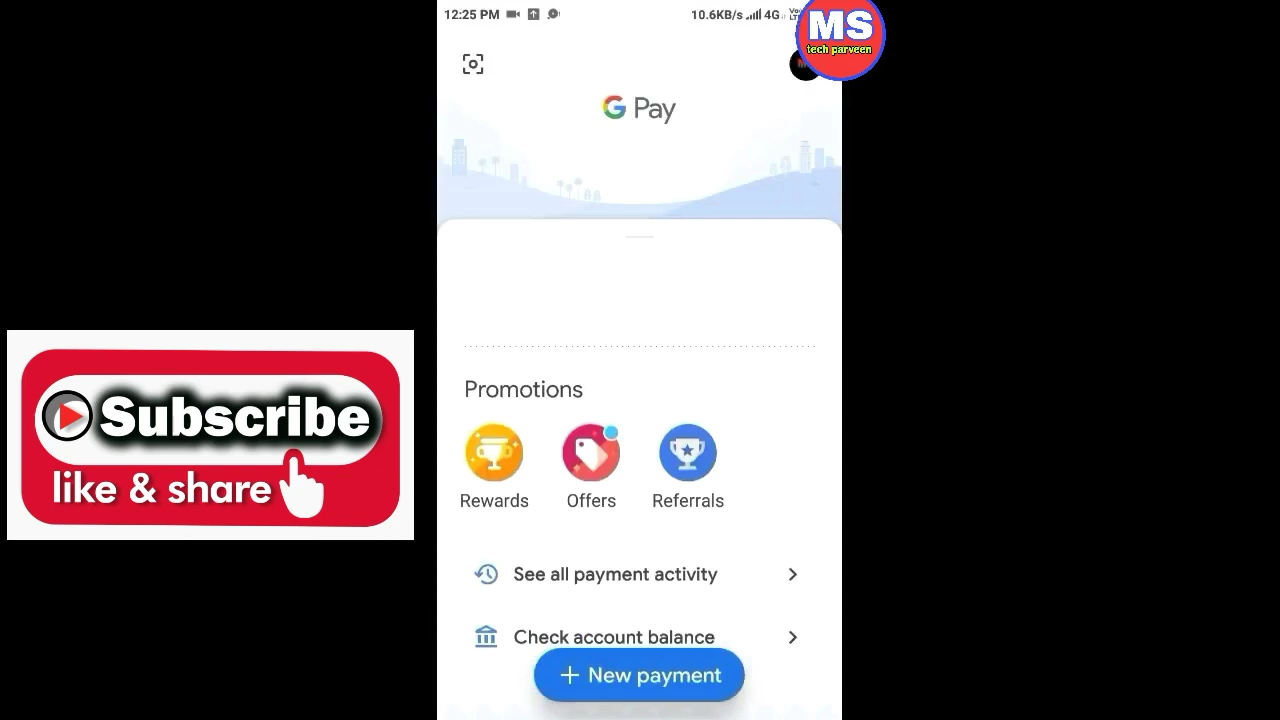 12:25 PM
10.6KB/s 4G
MS
tech parveen
G Pay
Promotions
Rewards
Offers
Referrals
See all payment activity
Check account balance
+ New payment
Subscribe
like & share